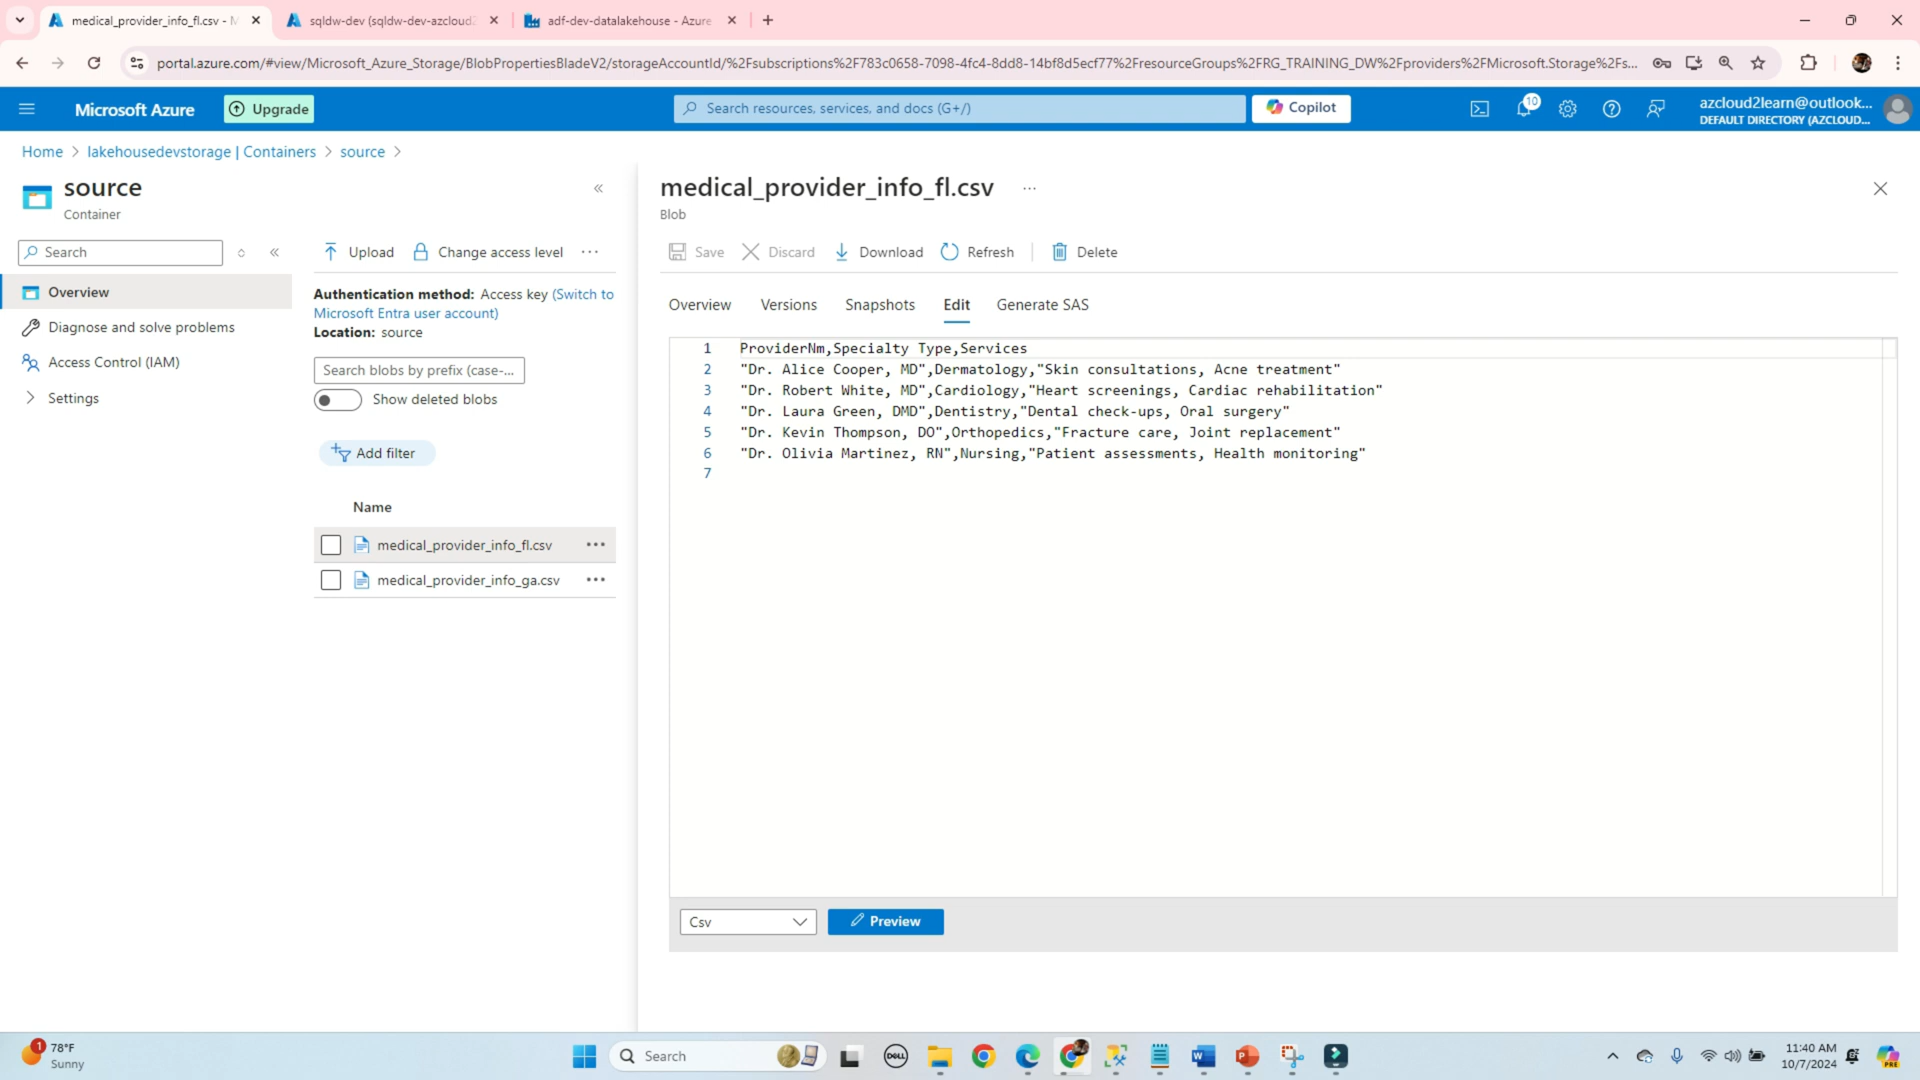 medical_provider_info_fl.csv - M
sqldw-dev (sqldw-dev-azcloud2
adf-dev-datalakehouse - Azure
portal.azure.com/#view/Microsoft_Azure_Storage/BlobPropertiesBladeV2/storageAccountId/%2Fsubscriptions%2F783c0658-7098-4fc4-8dd8-14bf8d5ecf77%2FresourceGroups%2FRG_TRAINING_DW%2Fproviders%2FMicrosoft.Storage%2Fs...
Microsoft Azure
Upgrade
Search resources, services, and docs (G+/)
Copilot
10
azcloud2learn@outlook...
DEFAULT DIRECTORY (AZCLOUD...
Home > lakehousedevstorage | Containers > source >
source
Container
Search
Overview
Diagnose and solve problems
Access Control (IAM)
Settings
Upload
Change access level
Authentication method: Access key (Switch to
Microsoft Entra user account)
Location: source
Search blobs by prefix (case-...
Show deleted blobs
Add filter
Name
medical_provider_info_fl.csv
medical_provider_info_ga.csv
medical_provider_info_fl.csv
Blob
Save
Discard
Download
Refresh
Delete
Overview
Versions
Snapshots
Edit
Generate SAS
1 ProviderNm,Specialty Type,Services
2 "Dr. Alice Cooper, MD",Dermatology,"Skin consultations, Acne treatment"
3 "Dr. Robert White, MD",Cardiology,"Heart screenings, Cardiac rehabilitation"
4 "Dr. Laura Green, DMD",Dentistry,"Dental check-ups, Oral surgery"
5 "Dr. Kevin Thompson, DO",Orthopedics,"Fracture care, Joint replacement"
6 "Dr. Olivia Martinez, RN",Nursing,"Patient assessments, Health monitoring"
7
Csv
Preview
1
78°F
Sunny
Search
DELL
PRE
11:40 AM
10/7/2024